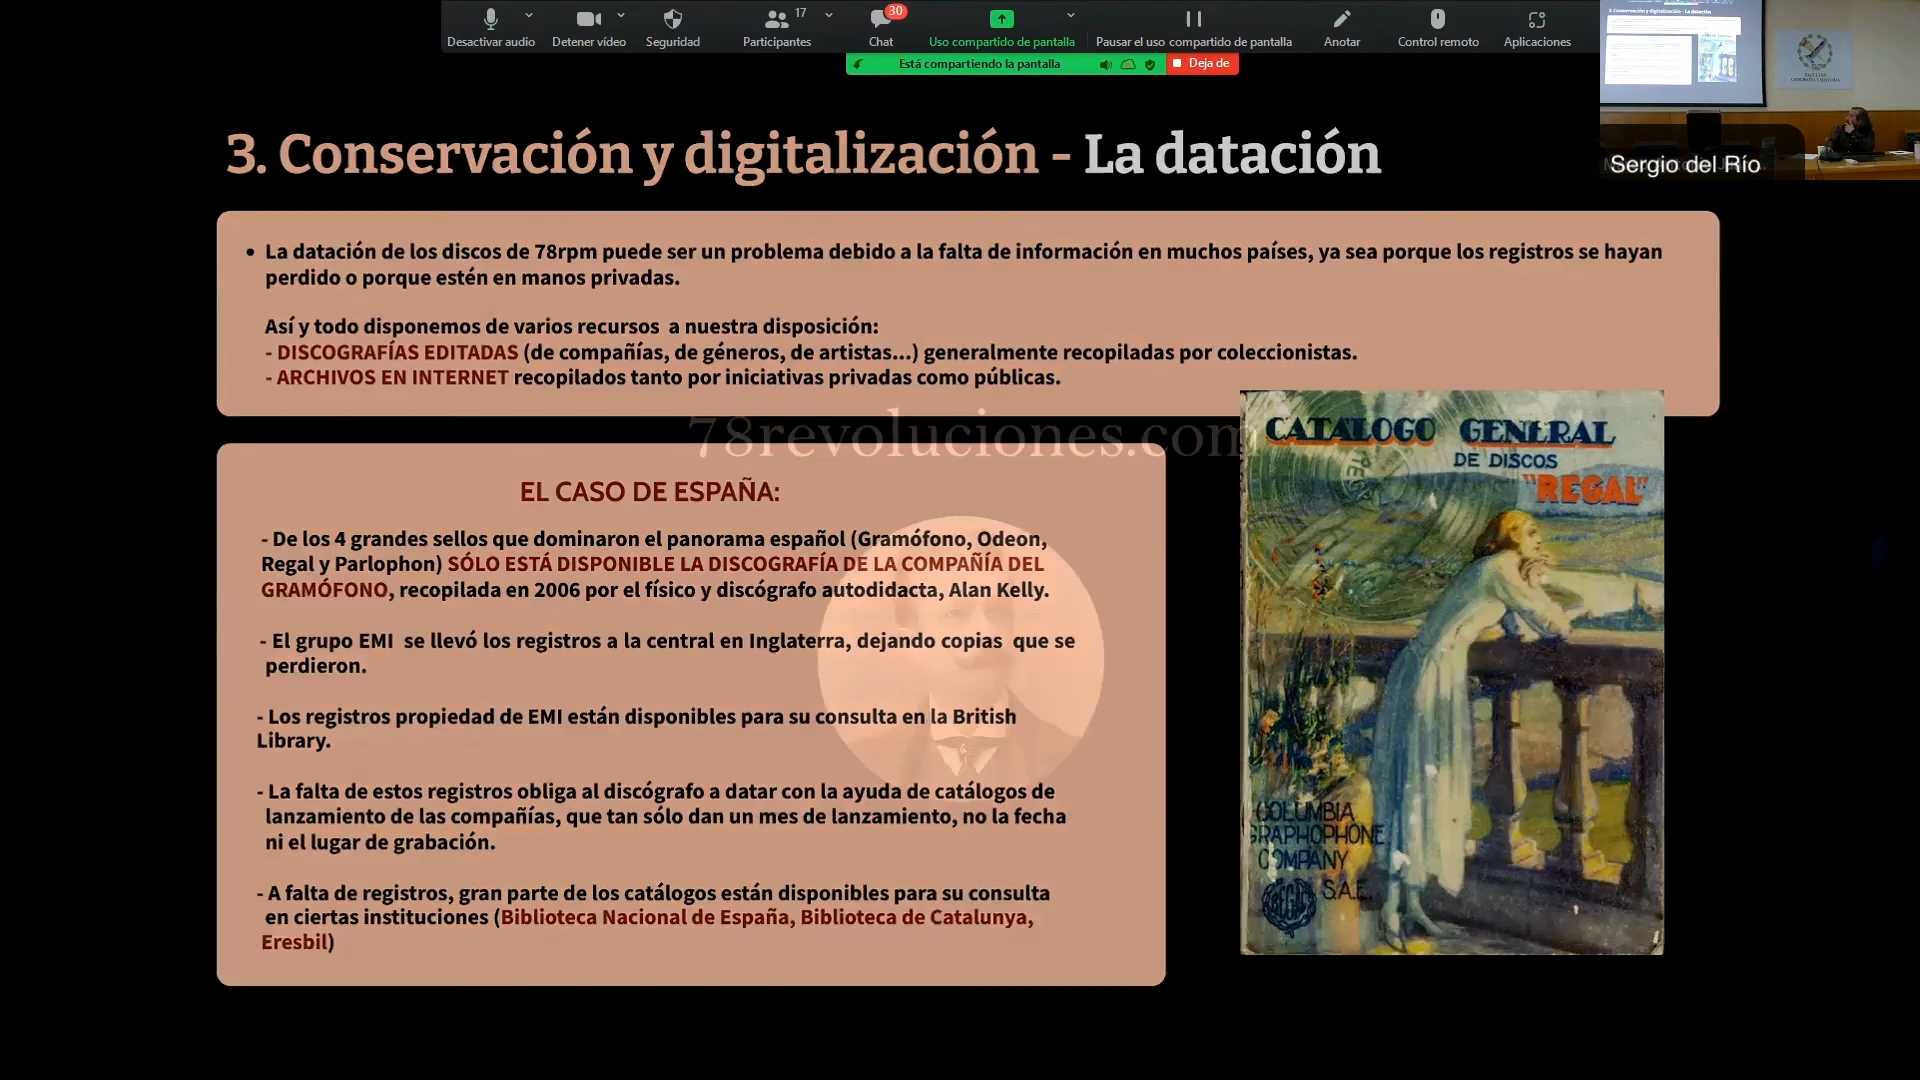 17
30
Desactivar audio
Detener vídeo
Seguridad
Participantes
Chat
Uso compartido de pantalla
Pausar el uso compartido de pantalla
Anotar
Control remoto
Aplicaciones
Está compartiendo la pantalla
Deja de
Sergio del Río
3. Conservación y digitalización - La datación
• La datación de los discos de 78rpm puede ser un problema debido a la falta de información en muchos países, ya sea porque los registros se hayan
perdido o porque estén en manos privadas.
Así y todo disponemos de varios recursos a nuestra disposición:
- DISCOGRAFÍAS EDITADAS (de compañías, de géneros, de artistas...) generalmente recopiladas por coleccionistas.
- ARCHIVOS EN INTERNET recopilados tanto por iniciativas privadas como públicas.
78revoluciones.com
EL CASO DE ESPAÑA:
- De los 4 grandes sellos que dominaron el panorama español (Gramófono, Odeon,
Regal y Parlophon) SÓLO ESTÁ DISPONIBLE LA DISCOGRAFÍA DE LA COMPAÑÍA DEL
GRAMÓFONO, recopilada en 2006 por el físico y discógrafo autodidacta, Alan Kelly.
- El grupo EMI se llevó los registros a la central en Inglaterra, dejando copias que se
perdieron.
- Los registros propiedad de EMI están disponibles para su consulta en la British
Library.
- La falta de estos registros obliga al discógrafo a datar con la ayuda de catálogos de
lanzamiento de las compañías, que tan sólo dan un mes de lanzamiento, no la fecha
ni el lugar de grabación.
- A falta de registros, gran parte de los catálogos están disponibles para su consulta
en ciertas instituciones (Biblioteca Nacional de España, Biblioteca de Catalunya,
Eresbil)
CATÁLOGO GENERAL
DE DISCOS
"REGAL"
COLUMBIA
GRAPHOPHONE
COMPANY
S.A.E.
REGAL